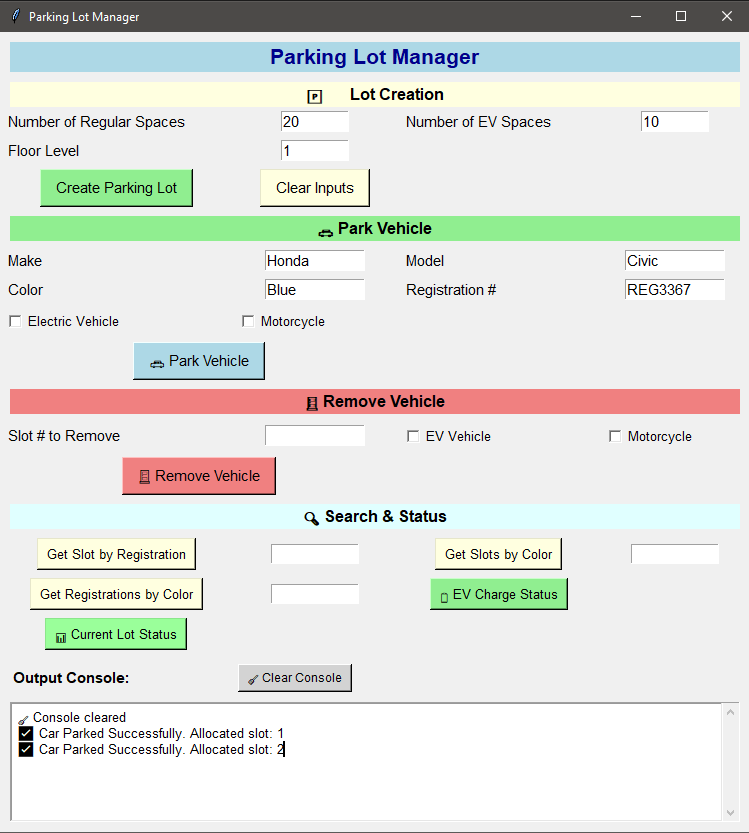 Parking Lot Manager
Parking Lot Manager
Lot Creation
Number of Regular Spaces 20 Number of EV Spaces 10
Floor Level 1
Create Parking Lot Clear Inputs
Park Vehicle
Make Honda Model Civic
Color Blue Registration # REG3367
Electric Vehicle Motorcycle
Park Vehicle
Remove Vehicle
Slot # to Remove EV Vehicle Motorcycle
Remove Vehicle
Search & Status
Get Slot by Registration Get Slots by Color
Get Registrations by Color EV Charge Status
Current Lot Status
Output Console: Clear Console
Console cleared
Car Parked Successfully. Allocated slot: 1
Car Parked Successfully. Allocated slot: 2